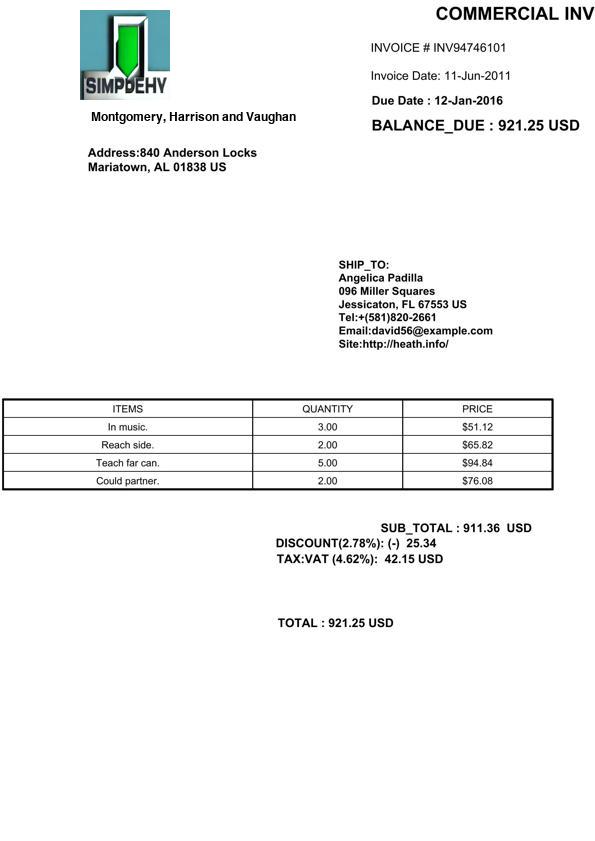 COMMERCIAL INV
SIMPDEHY
INVOICE # INV94746101
Invoice Date: 11-Jun-2011
Due Date : 12-Jan-2016
BALANCE_DUE : 921.25 USD
Montgomery, Harrison and Vaughan
Address:840 Anderson Locks
Mariatown, AL 01838 US
SHIP_TO:
Angelica Padilla
096 Miller Squares
Jessicaton, FL 67553 US
Tel:+(581)820-2661
Email:david56@example.com
Site:http://heath.info/
ITEMS QUANTITY PRICE
In music. 3.00 $51.12
Reach side. 2.00 $65.82
Teach far can. 5.00 $94.84
Could partner. 2.00 $76.08
SUB_TOTAL : 911.36 USD
DISCOUNT(2.78%): (-) 25.34
TAX:VAT (4.62%): 42.15 USD
TOTAL : 921.25 USD